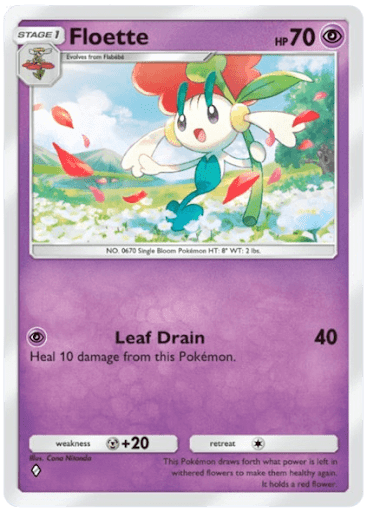 STAGE 1 Floette HP 70
Evolves from Flabébé
NO. 0670 Single Bloom Pokémon HT: 8" WT: 2 lbs.
Leaf Drain 40
Heal 10 damage from this Pokémon.
weakness +20 retreat
Illus. Cona Nitanda
This Pokémon draws forth what power is left in
withered flowers to make them healthy again.
It holds a red flower.